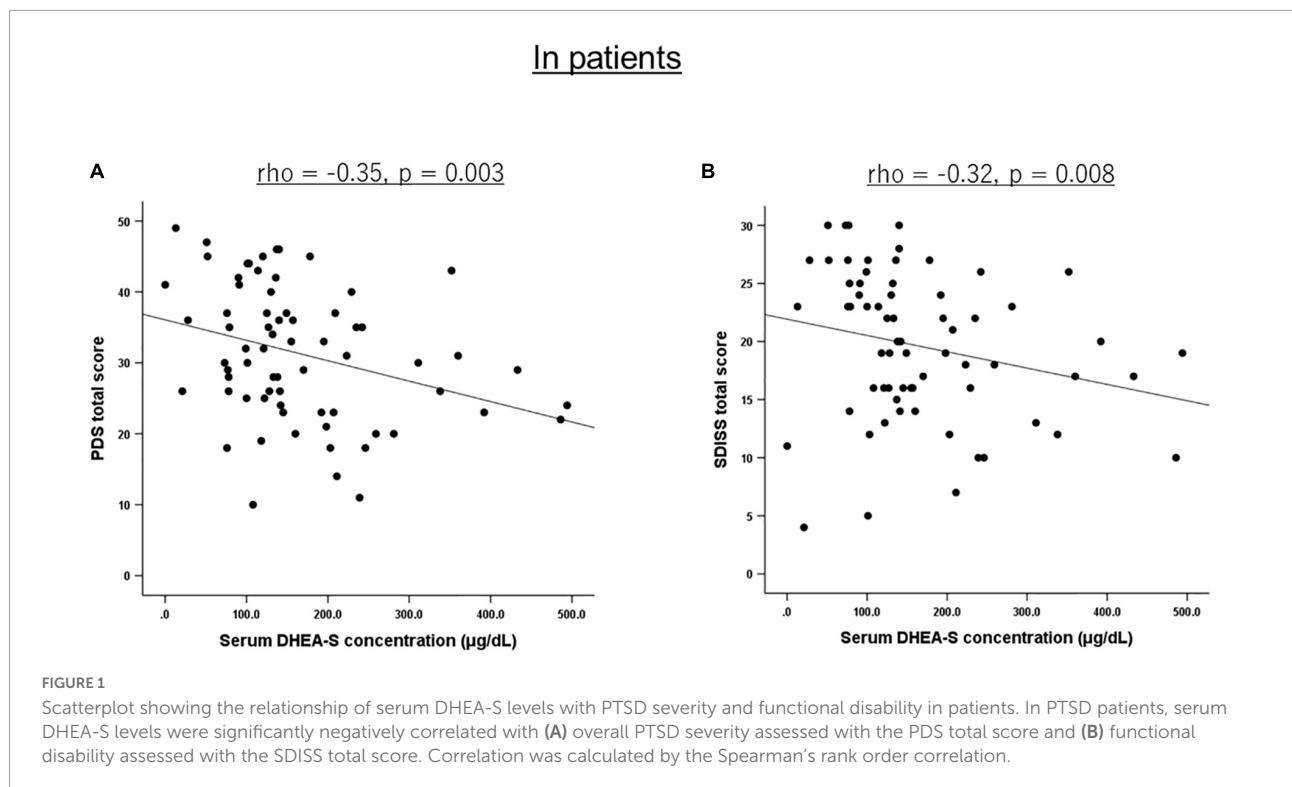 In patients
A
rho = -0.35, p = 0.003
50
40
30
20
10
0
PDS total score
.0 100.0 200.0 300.0 400.0 500.0
Serum DHEA-S concentration (µg/dL)
B
rho = -0.32, p = 0.008
30
25
20
15
10
5
0
SDISS total score
.0 100.0 200.0 300.0 400.0 500.0
Serum DHEA-S concentration (µg/dL)
FIGURE 1
Scatterplot showing the relationship of serum DHEA-S levels with PTSD severity and functional disability in patients. In PTSD patients, serum
DHEA-S levels were significantly negatively correlated with (A) overall PTSD severity assessed with the PDS total score and (B) functional
disability assessed with the SDISS total score. Correlation was calculated by the Spearman’s rank order correlation.